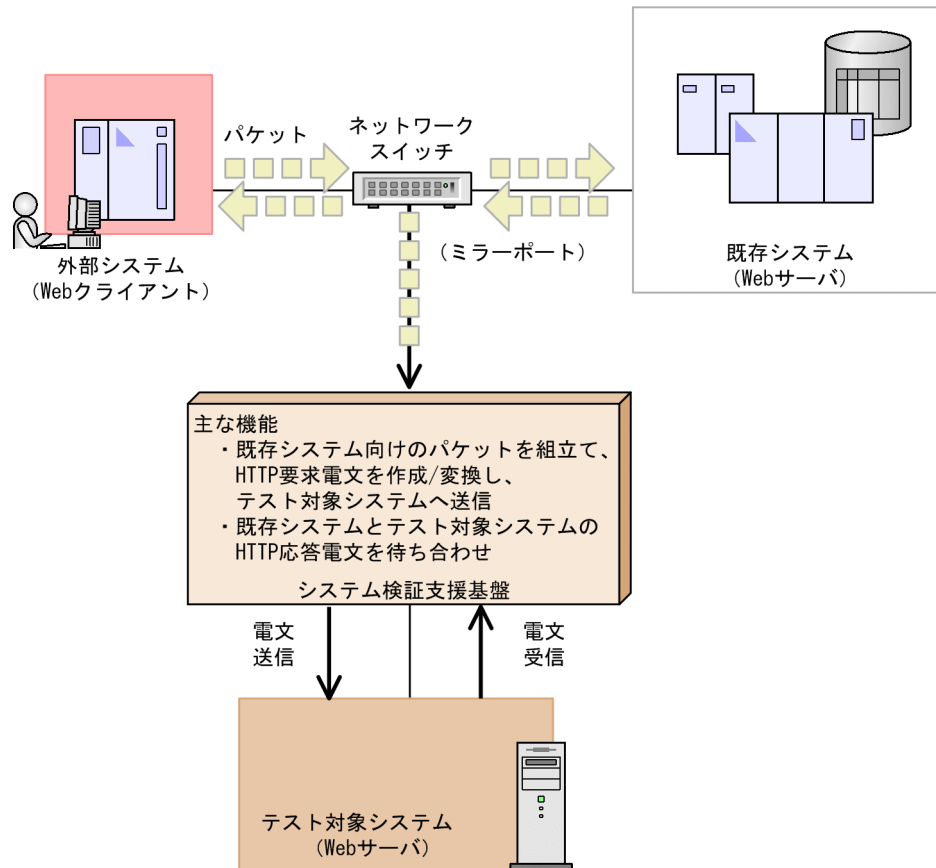 パケット
ネットワーク
スイッチ
(ミラーポート)
外部システム
(Webクライアント)
既存システム
(Webサーバ)
主な機能
・既存システム向けのパケットを組立て、
HTTP要求電文を作成/変換し、
テスト対象システムへ送信
・既存システムとテスト対象システムの
HTTP応答電文を待ち合わせ
システム検証支援基盤
電文
送信
電文
受信
テスト対象システム
(Webサーバ)